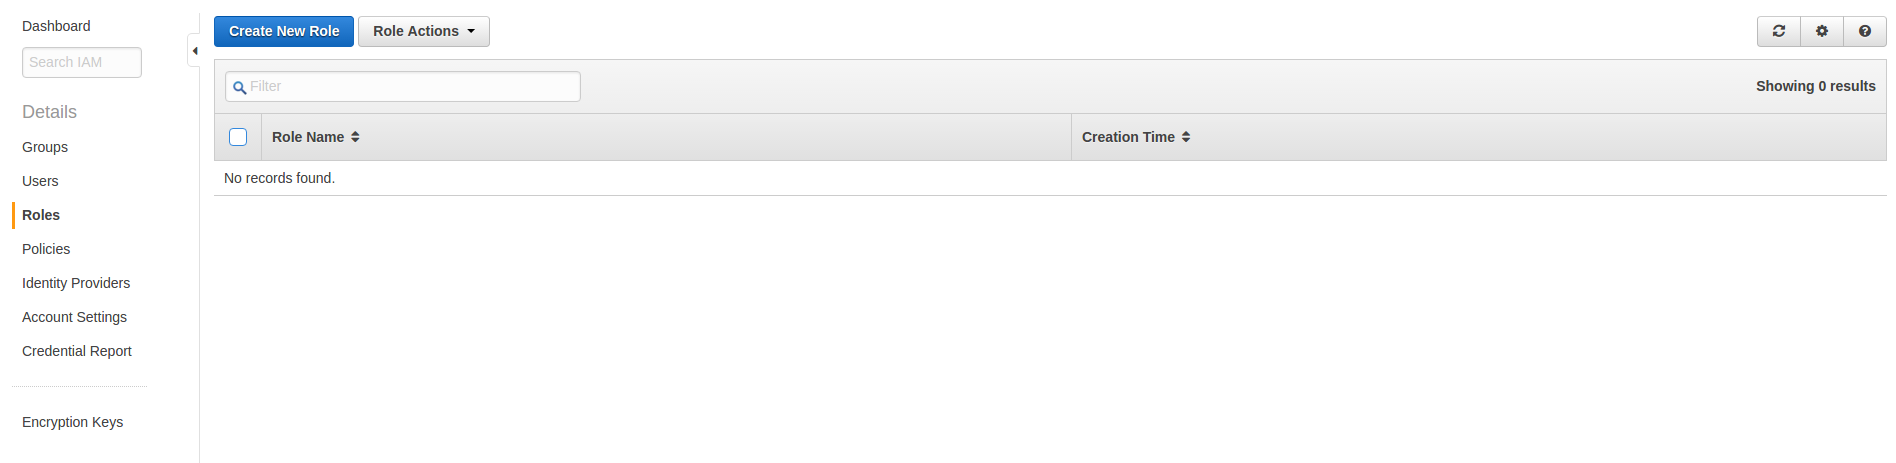 Dashboard
Search IAM
Details
Groups
Users
Roles
Policies
Identity Providers
Account Settings
Credential Report
Encryption Keys
Create New Role
Role Actions
Filter
Showing 0 results
Role Name
Creation Time
No records found.